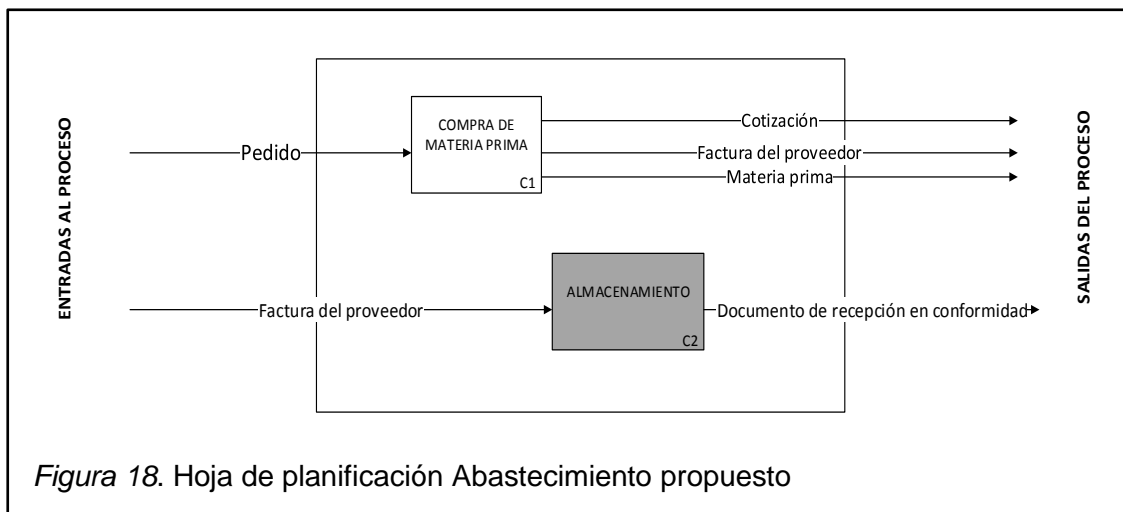 ENTRADAS AL PROCESO
Pedido
COMPRA DE
MATERIA PRIMA
C1
Cotización
Factura del proveedor
Materia prima
Factura del proveedor
ALMACENAMIENTO
C2
Documento de recepción en conformidad
SALIDAS DEL PROCESO
Figura 18. Hoja de planificación Abastecimiento propuesto